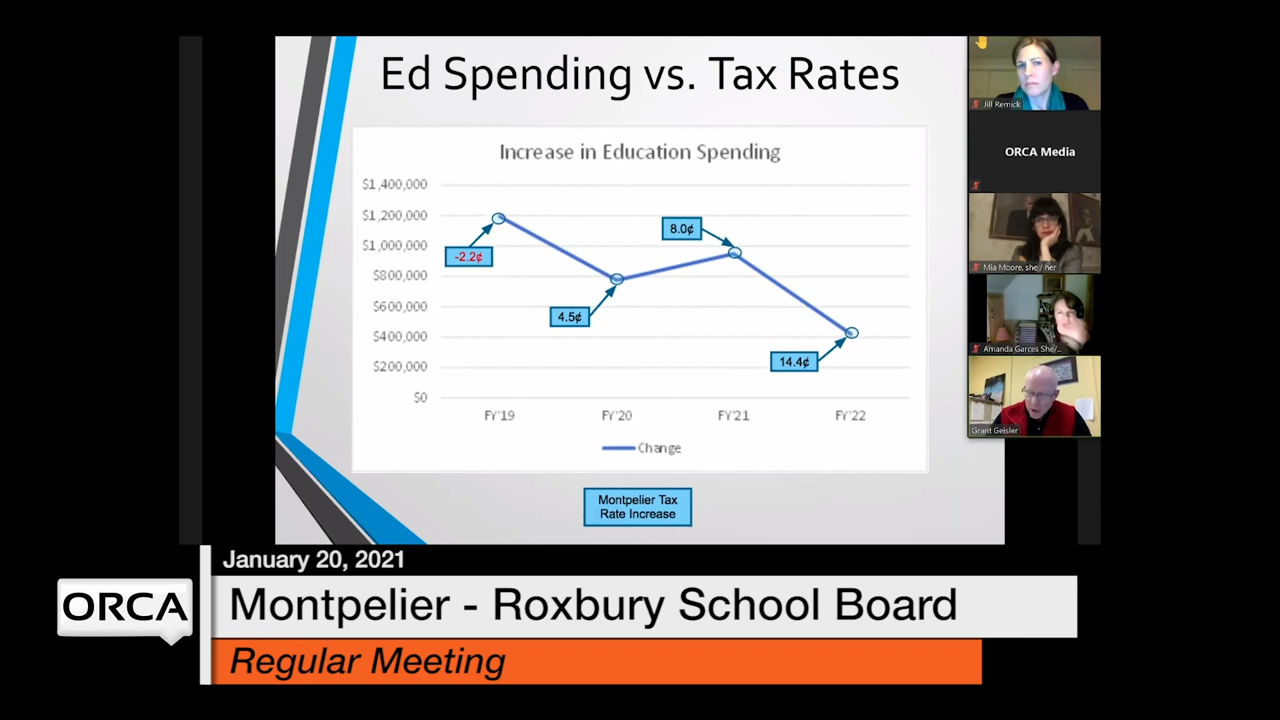 Ed Spending vs. Tax Rates
Increase in Education Spending
$1,400,000
$1,200,000
$1,000,000
$800,000
$600,000
$400,000
$200,000
$0
-2.2¢
4.5¢
8.0¢
14.4¢
FY'19 FY'20 FY'21 FY'22
Change
Montpelier Tax
Rate Increase
Jill Remick
ORCA Media
Mia Moore, she / her
Amanda Garces She/...
Grant Geisler
January 20, 2021
ORCA
Montpelier - Roxbury School Board
Regular Meeting